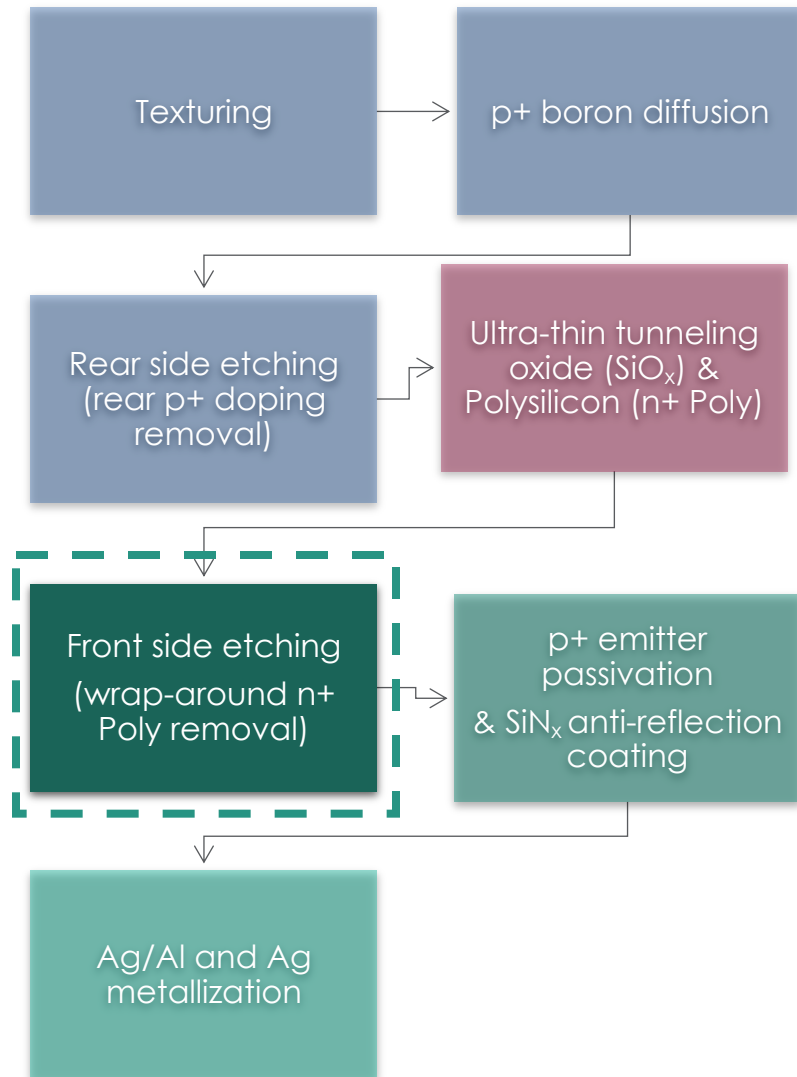 Texturing
p+ boron diffusion
Rear side etching
(rear p+ doping
removal)
Ultra-thin tunneling
oxide (SiOₓ) &
Polysilicon (n+ Poly)
Front side etching
(wrap-around n+
Poly removal)
p+ emitter
passivation
& SiNₓ anti-reflection
coating
Ag/Al and Ag
metallization